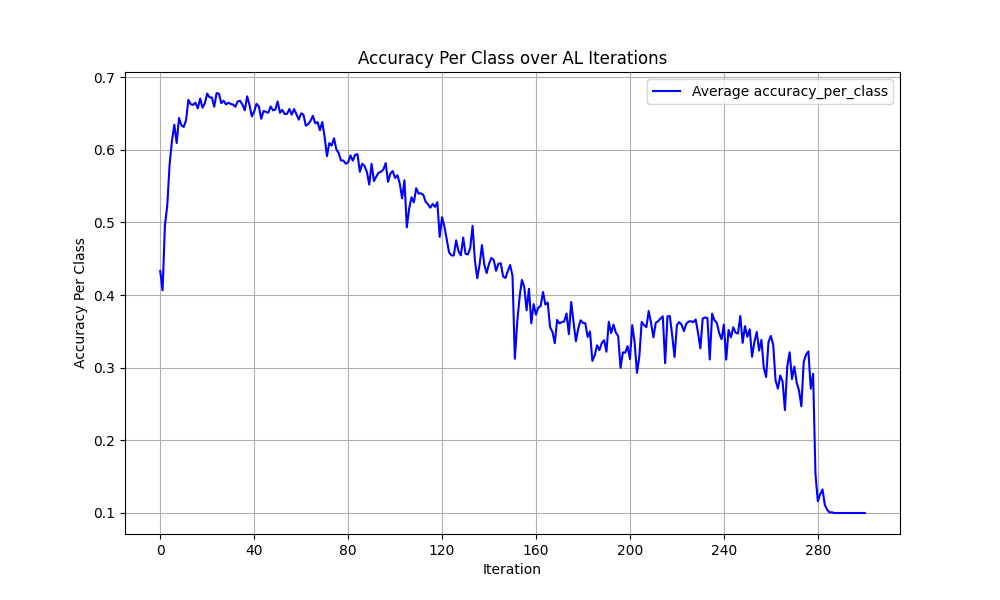 Accuracy Per Class over AL Iterations
Average accuracy_per_class
Accuracy Per Class
0.7
0.6
0.5
0.4
0.3
0.2
0.1
0 40 80 120 160 200 240 280
Iteration